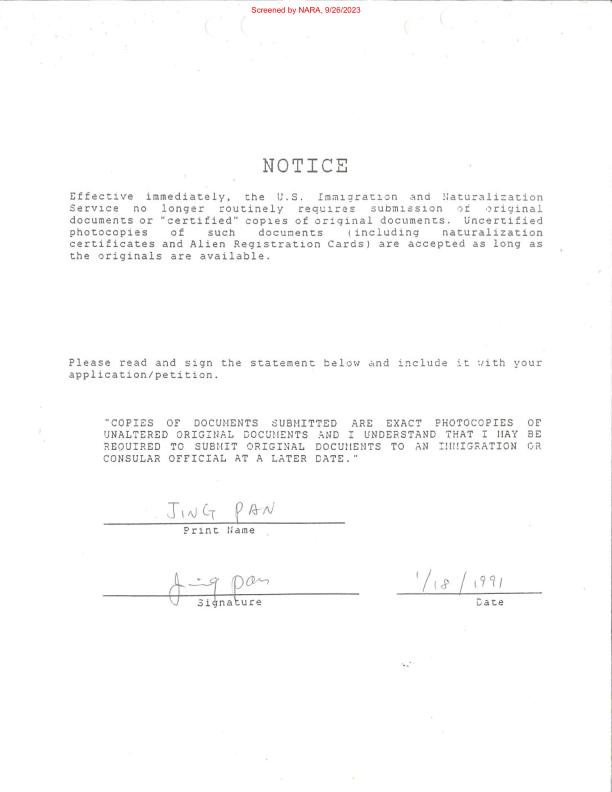 Screened by NARA, 9/26/2023
NOTICE
Effective immediately, the U.S. Immigration and Naturalization
Service no longer routinely requires submission of original
documents or "certified" copies of original documents. Uncertified
photocopies of such documents (including naturalization
certificates and Alien Registration Cards) are accepted as long as
the originals are available.
Please read and sign the statement below and include it with your
application/petition.
"COPIES OF DOCUMENTS SUBMITTED ARE EXACT PHOTOCOPIES OF
UNALTERED ORIGINAL DOCUMENTS AND I UNDERSTAND THAT I MAY BE
REQUIRED TO SUBMIT ORIGINAL DOCUMENTS TO AN IMMIGRATION OR
CONSULAR OFFICIAL AT A LATER DATE."
JING PAN
Print Name
Jing pan 1/18/1991
Signature Date